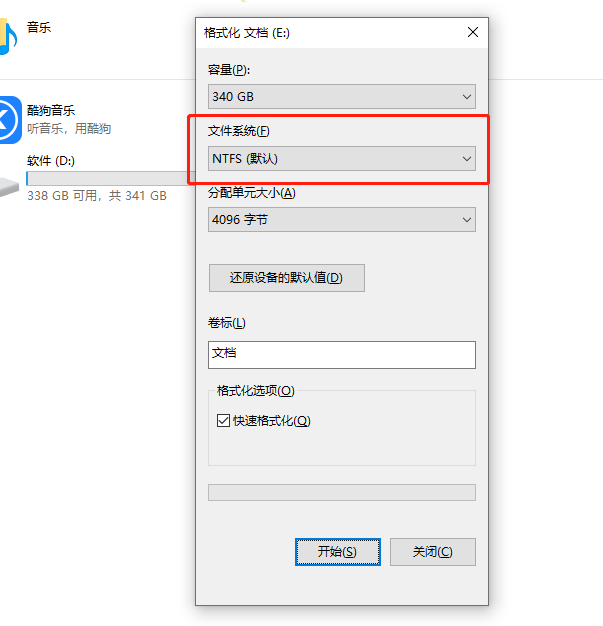 音乐
酷狗音乐
听音乐，用酷狗
软件 (D:)
338 GB 可用，共 341 GB
格式化 文档 (E:)
容量(P):
340 GB
文件系统(F)
NTFS (默认)
分配单元大小(A)
4096 字节
还原设备的默认值(D)
卷标(L)
文档
格式化选项(O)
快速格式化(Q)
开始(S)
关闭(C)